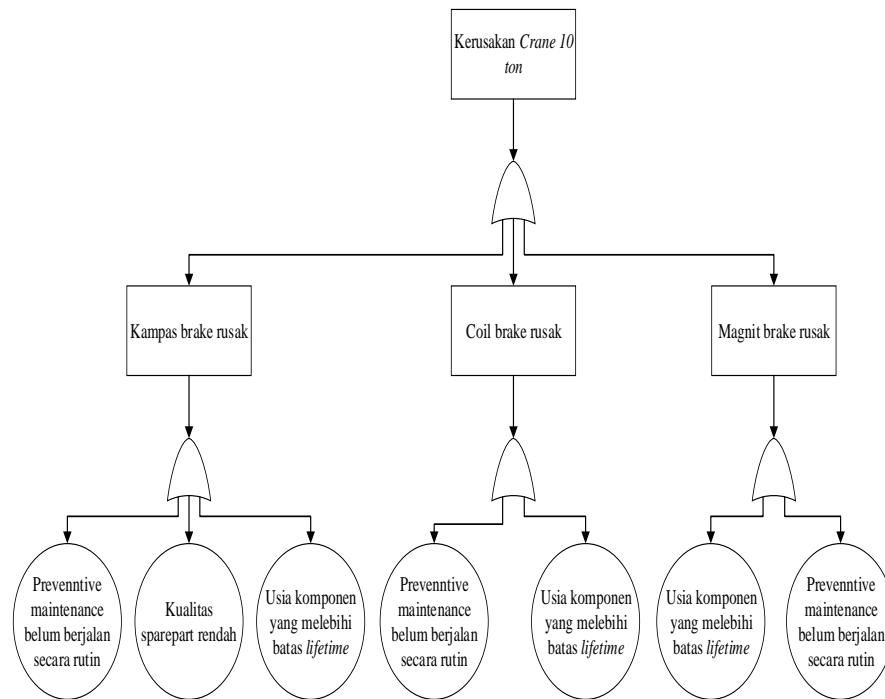 Kerusakan Crane 10
ton
Kampas brake rusak
Coil brake rusak
Magnit brake rusak
Prevenntive
maintenance
belum berjalan
secara rutin
Kualitas
sparepart rendah
Usia komponen
yang melebihi
batas lifetime
Prevenntive
maintenance
belum berjalan
secara rutin
Usia komponen
yang melebihi
batas lifetime
Usia komponen
yang melebihi
batas lifetime
Prevenntive
maintenance
belum berjalan
secara rutin